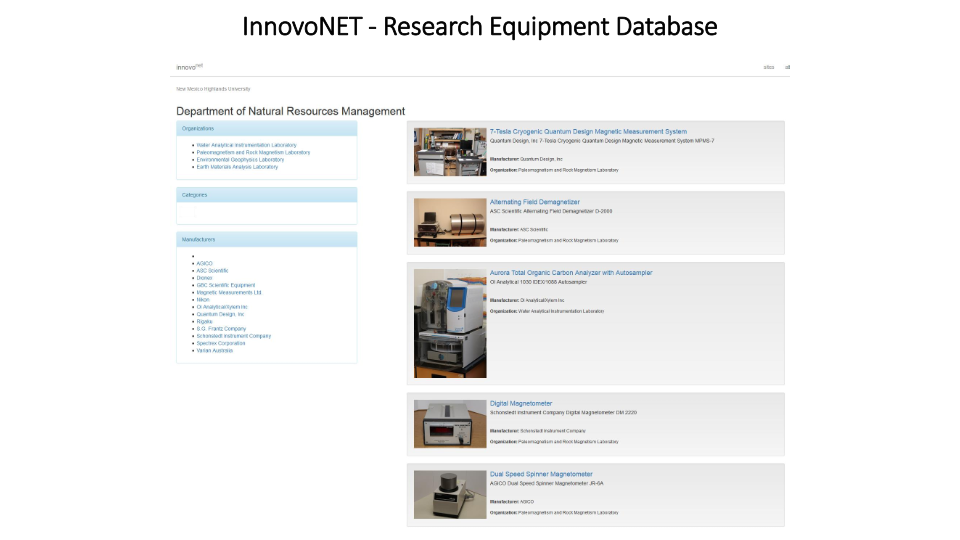 InnovoNET - Research Equipment Database
innovo net
sites all
New Mexico Highlands University
Department of Natural Resources Management
Organizations
Water Analytical Instrumentation Laboratory
Paleomagnetism and Rock Magnetism Laboratory
Environmental Geophysics Laboratory
Earth Materials Analysis Laboratory
Categories
Manufacturers
AGICO
ASC Scientific
Dionex
GBC Scientific Equipment
Magnetic Measurements Ltd
Nikon
OI Analytical/Xylem Inc
Quantum Design, Inc
Rigaku
S.G. Frantz Company
Schonstedt Instrument Company
Spectrex Corporation
Varian Australia
7-Tesla Cryogenic Quantum Design Magnetic Measurement System
Quantum Design, Inc 7-Tesla Cryogenic Quantum Design Magnetic Measurement System MPMS-7
Manufacturer: Quantum Design, Inc
Organization: Paleomagnetism and Rock Magnetism Laboratory
Alternating Field Demagnetizer
ASC Scientific Alternating Field Demagnetizer D-2000
Manufacturer: ASC Scientific
Organization: Paleomagnetism and Rock Magnetism Laboratory
Aurora Total Organic Carbon Analyzer with Autosampler
OI Analytical 1030 IDEX/1088 Autosampler
Manufacturer: OI Analytical/Xylem Inc
Organization: Water Analytical Instrumentation Laboratory
Digital Magnetometer
Schonstedt Instrument Company Digital Magnetometer DM 2220
Manufacturer: Schonstedt Instrument Company
Organization: Paleomagnetism and Rock Magnetism Laboratory
Dual Speed Spinner Magnetometer
AGICO Dual Speed Spinner Magnetometer JR-6A
Manufacturer: AGICO
Organization: Paleomagnetism and Rock Magnetism Laboratory